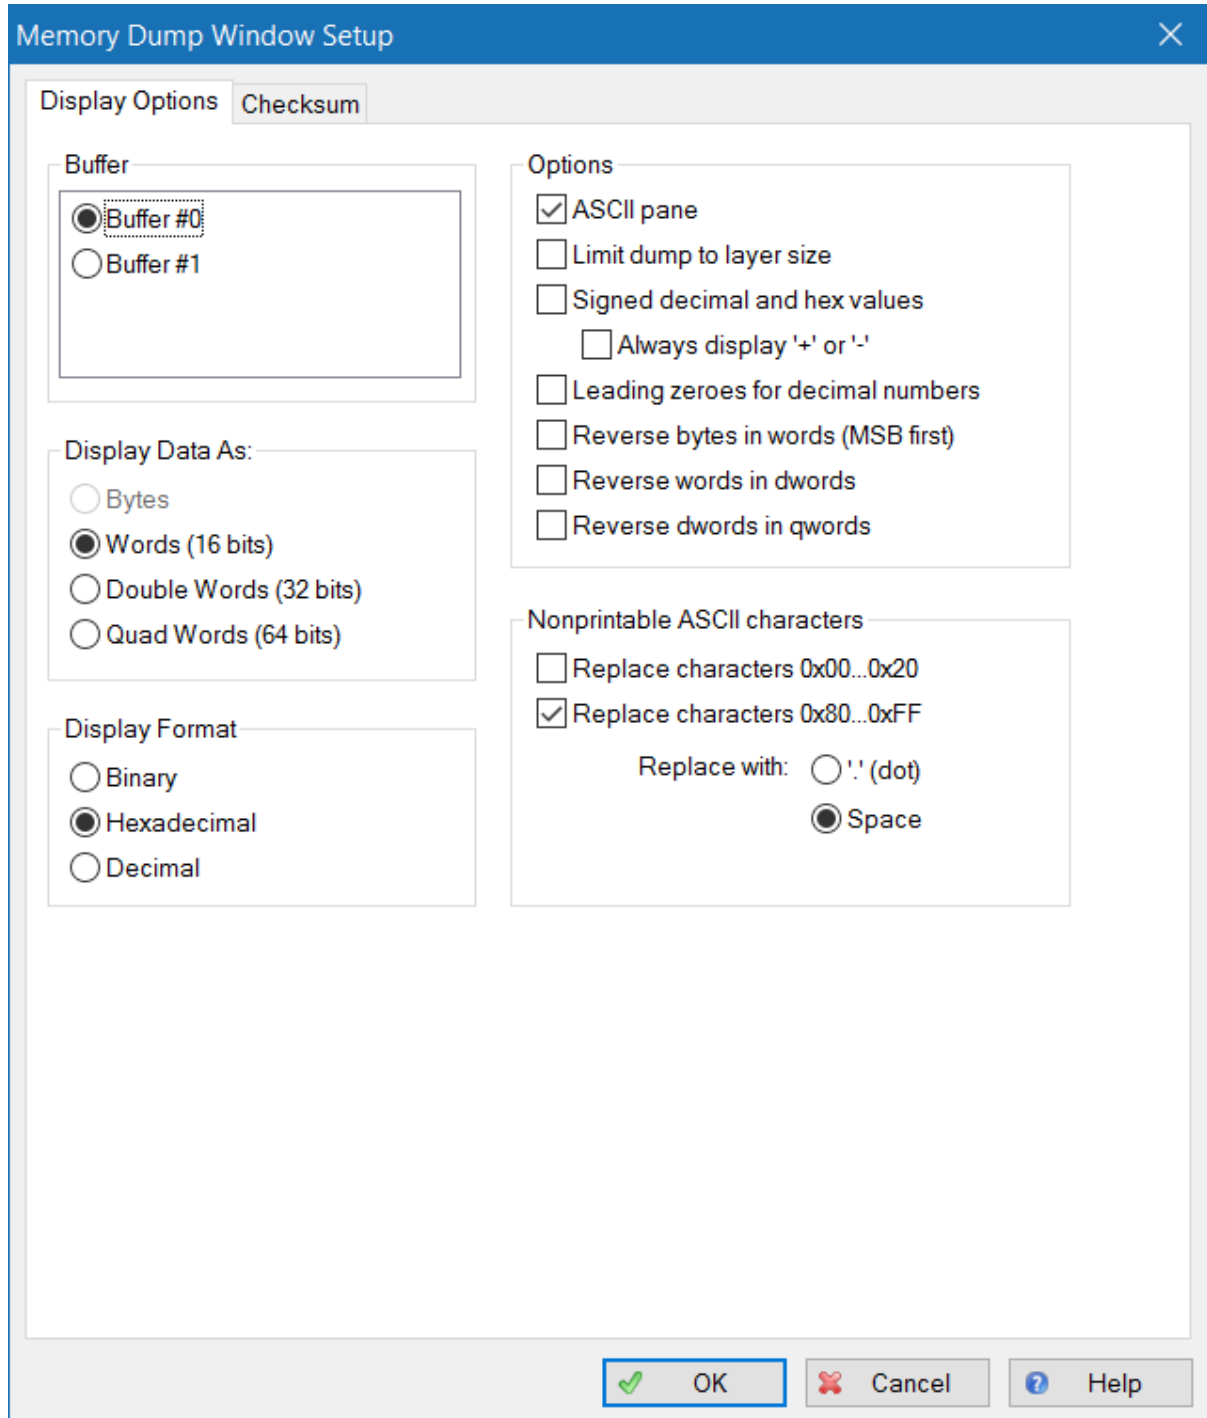 Memory Dump Window Setup
Display Options
Checksum
Buffer
Buffer #0
Buffer #1
Display Data As:
Bytes
Words (16 bits)
Double Words (32 bits)
Quad Words (64 bits)
Display Format
Binary
Hexadecimal
Decimal
Options
ASCII pane
Limit dump to layer size
Signed decimal and hex values
Always display '+' or '-'
Leading zeroes for decimal numbers
Reverse bytes in words (MSB first)
Reverse words in dwords
Reverse dwords in qwords
Nonprintable ASCII characters
Replace characters 0x00...0x20
Replace characters 0x80...0xFF
Replace with:
'.' (dot)
Space
OK
Cancel
Help